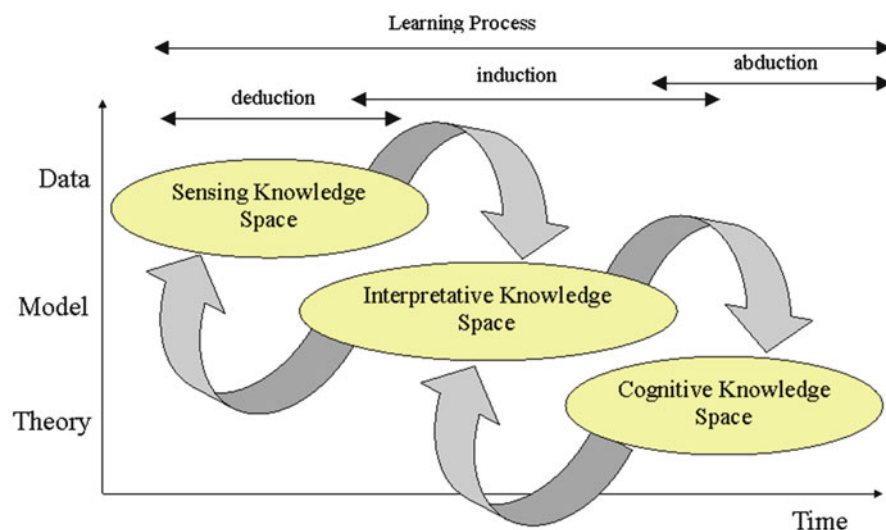 Learning Process
abduction
induction
deduction
Data
Sensing Knowledge
Space
Model
Interpretative Knowledge
Space
Cognitive Knowledge
Space
Theory
Time